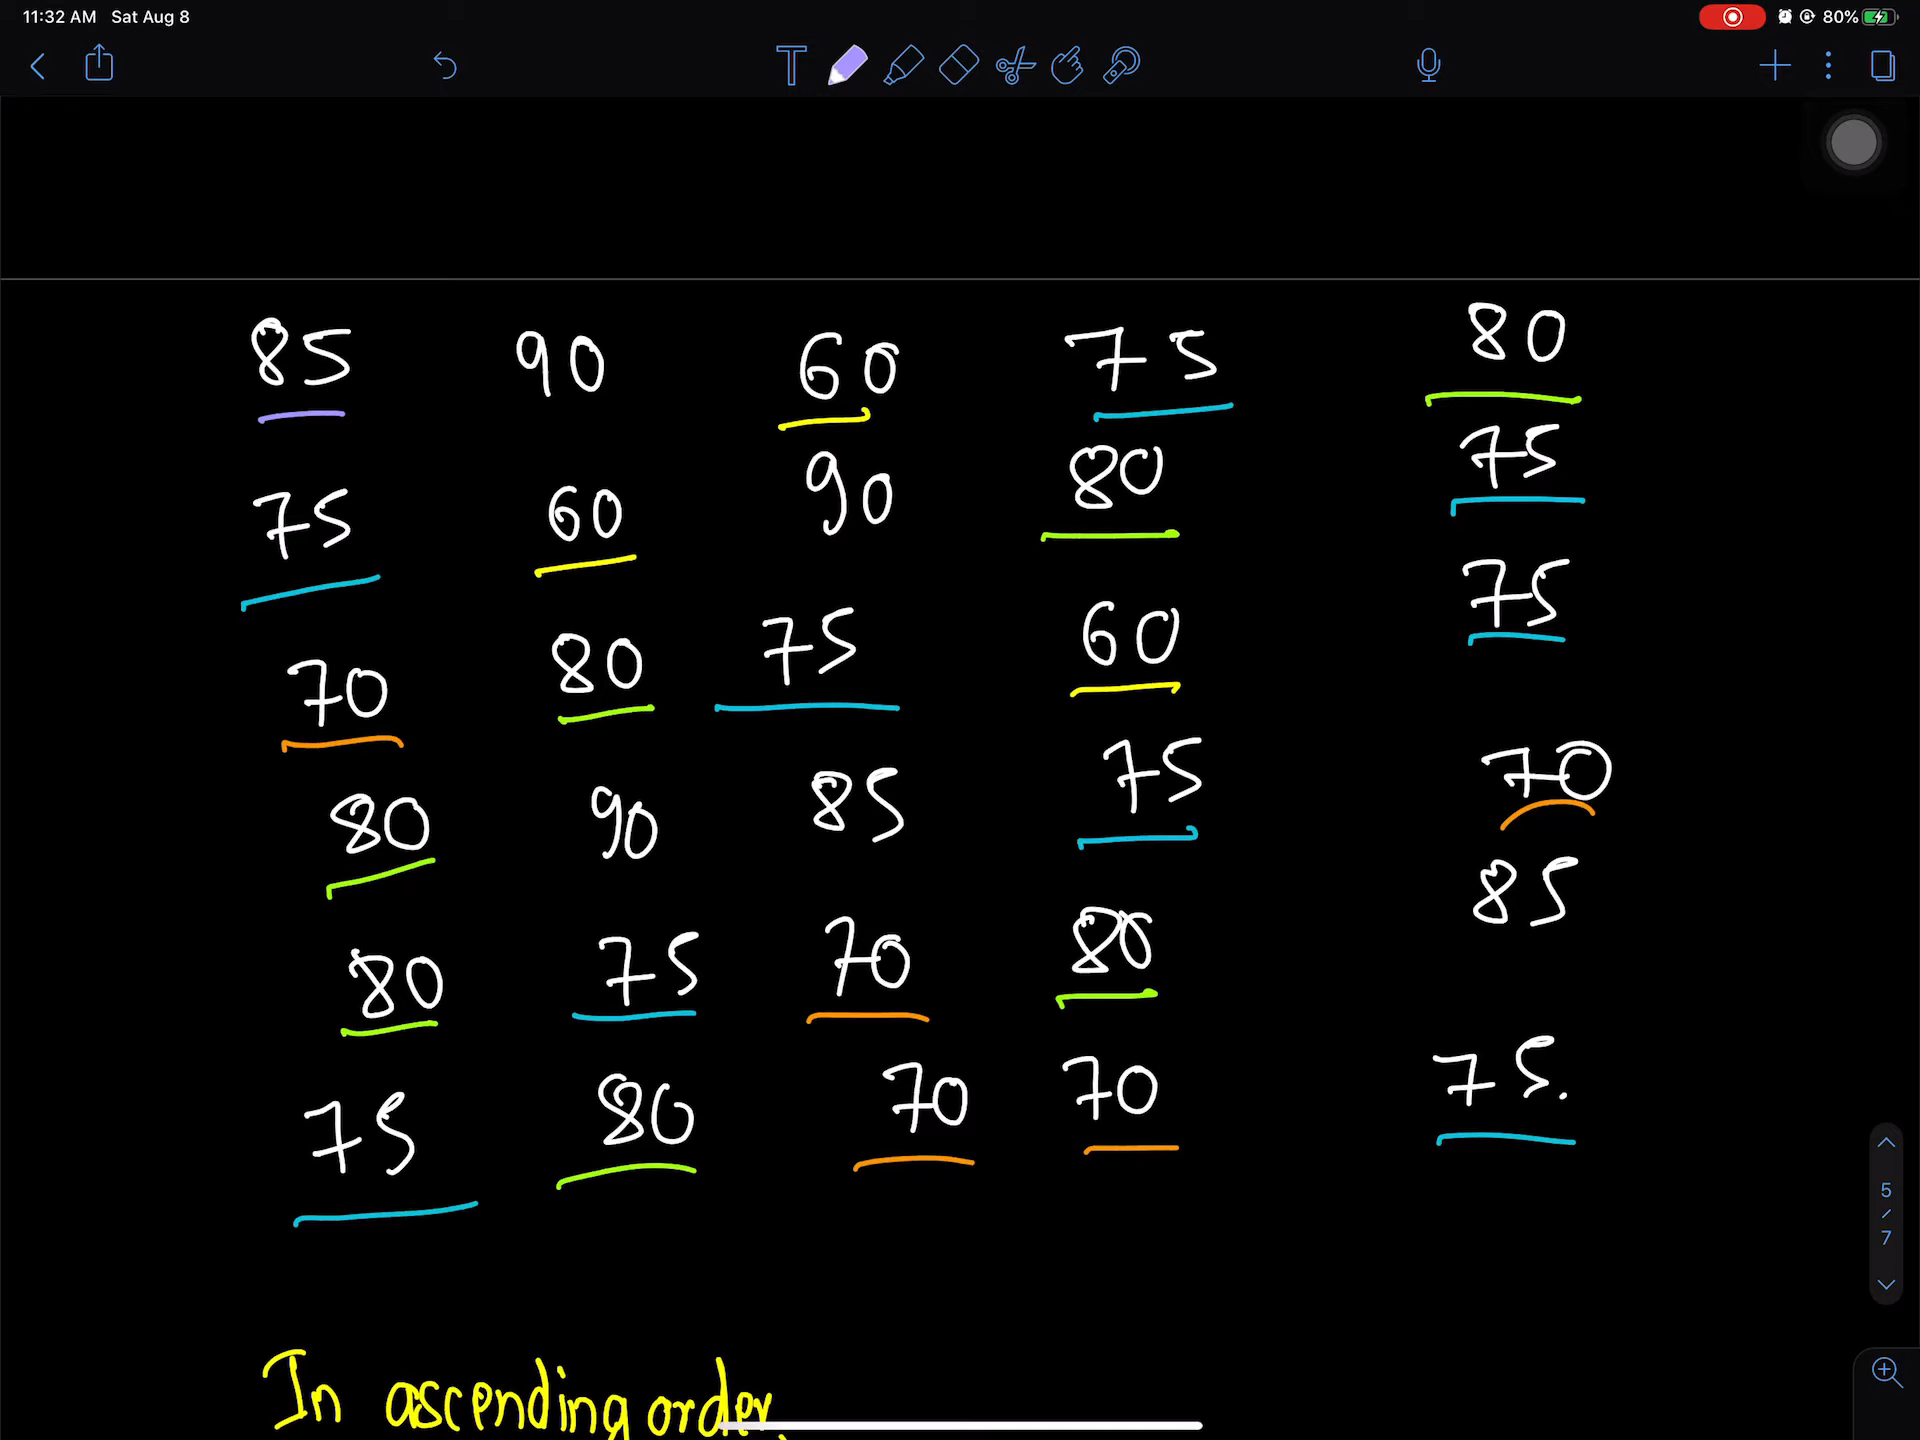 11:32 AM Sat Aug 8 80%
85 90 60 75 80
75 60 90 80 75
70 80 75 60 75
80 90 85 75 70
80 75 70 80 85
75 80 70 70 75.
5
/
7
In ascending order,